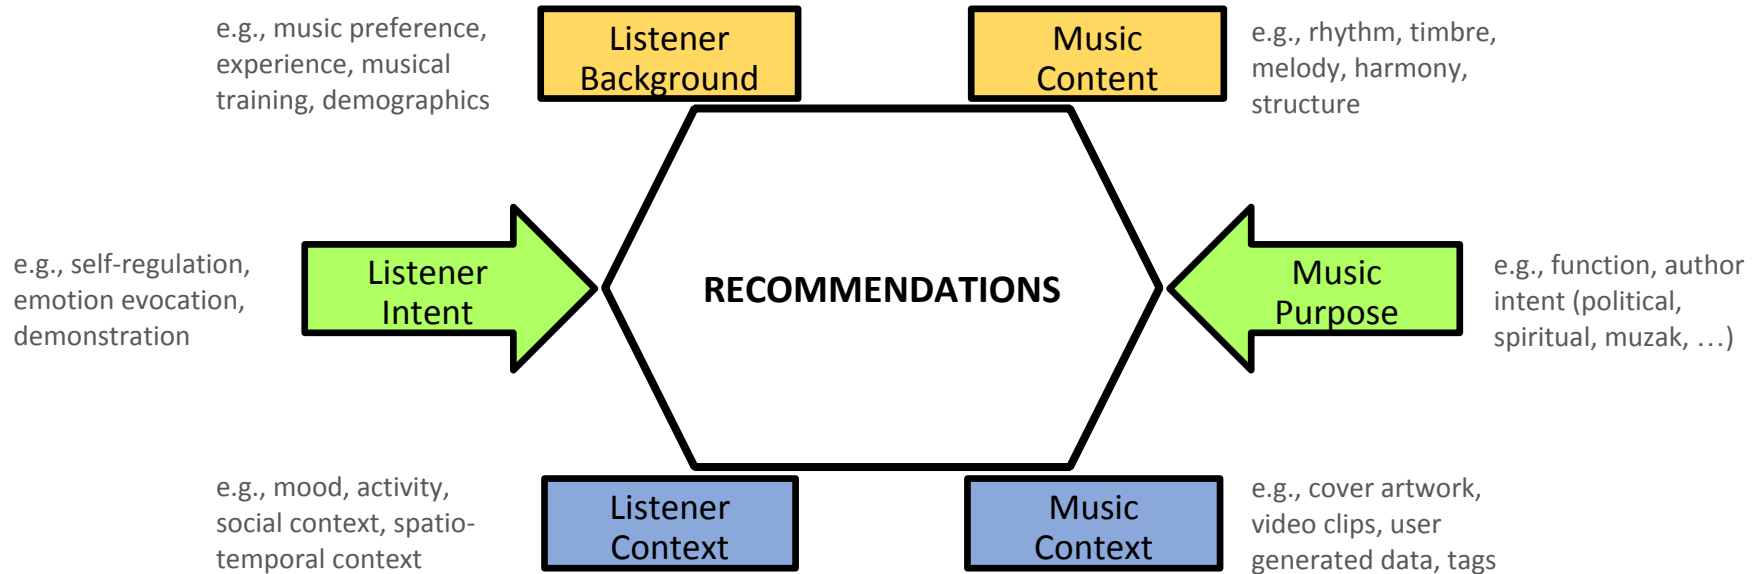 e.g., music preference,
experience, musical
training, demographics
Listener
Background
Music
Content
e.g., rhythm, timbre,
melody, harmony,
structure
e.g., self-regulation,
emotion evocation,
demonstration
Listener
Intent
RECOMMENDATIONS
Music
Purpose
e.g., function, author
intent (political,
spiritual, muzak, …)
e.g., mood, activity,
social context, spatio-
temporal context
Listener
Context
Music
Context
e.g., cover artwork,
video clips, user
generated data, tags